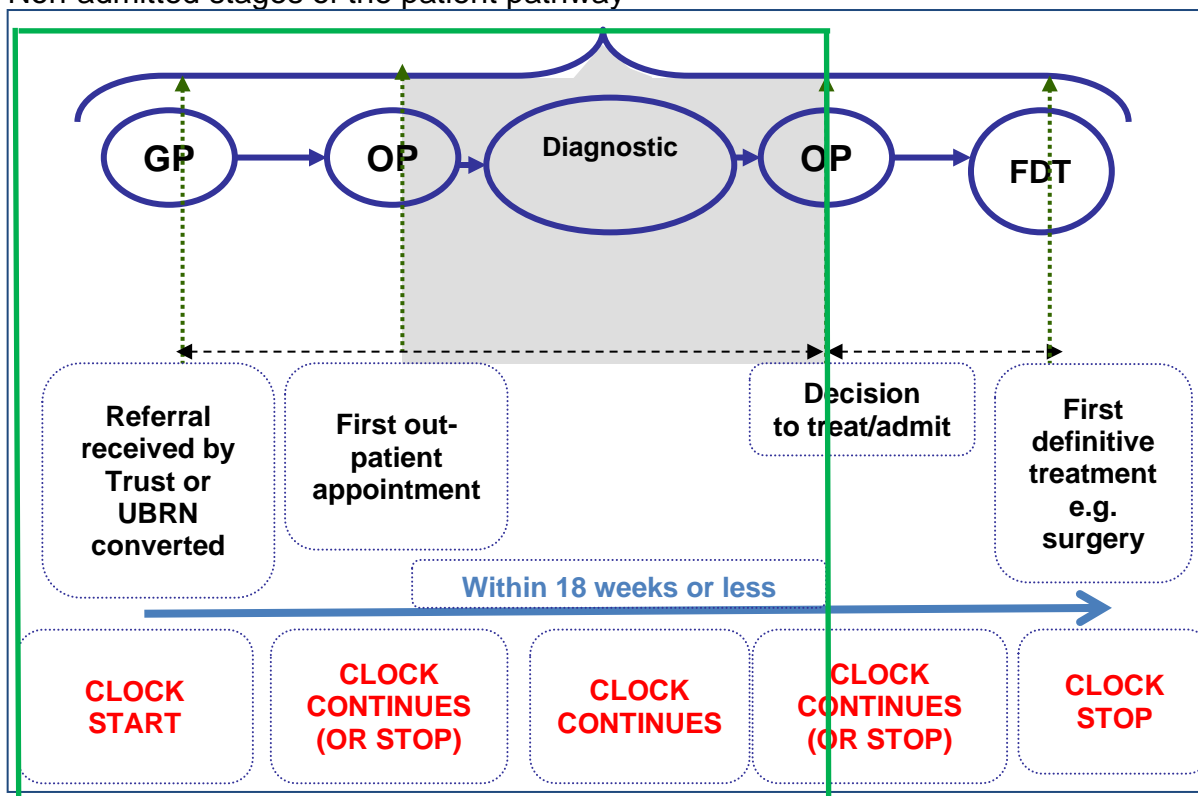 Non-admitted stages of the patient pathway
GP
OP
Diagnostic
OP
FDT
Referral
received by
Trust or
UBRN
converted
First out-
patient
appointment
Decision
to treat/admit
First
definitive
treatment
e.g.
surgery
Within 18 weeks or less
CLOCK
START
CLOCK
CONTINUES
(OR STOP)
CLOCK
CONTINUES
CLOCK
CONTINUES
(OR STOP)
CLOCK
STOP